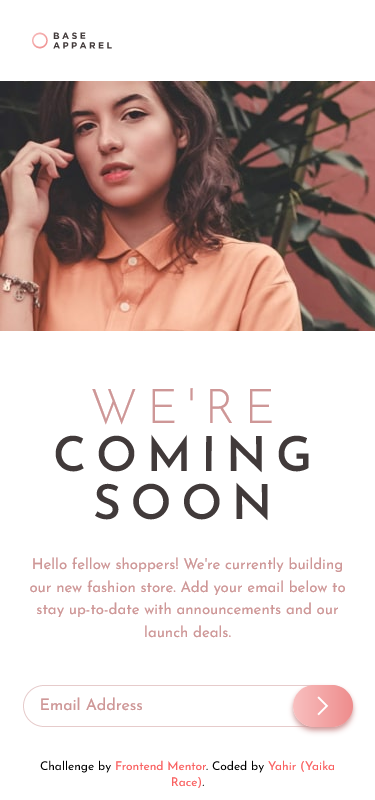 BASE
APPAREL
WE'RE
COMING
SOON
Hello fellow shoppers! We're currently building
our new fashion store. Add your email below to
stay up-to-date with announcements and our
launch deals.
Email Address
Challenge by Frontend Mentor. Coded by Yahir (Yaika
Race).